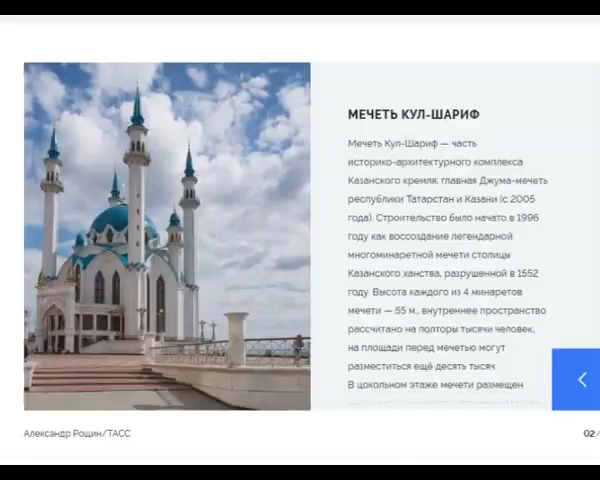 МЕЧЕТЬ КУЛ-ШАРИФ
Мечеть Кул-Шариф — часть
историко-архитектурного комплекса
Казанского кремля, главная Джума-мечеть
республики Татарстан и Казани (с 2005
года). Строительство было начато в 1996
году как воссоздание легендарной
многоминаретной мечети столицы
Казанского ханства, разрушенной в 1552
году. Высота каждого из 4 минаретов
мечети — 55 м., внутреннее пространство
рассчитано на полторы тысячи человек,
на площади перед мечетью могут
разместиться ещё десять тысяч.
В цокольном этаже мечети размещен
Александр Рощин/ТАСС
02/